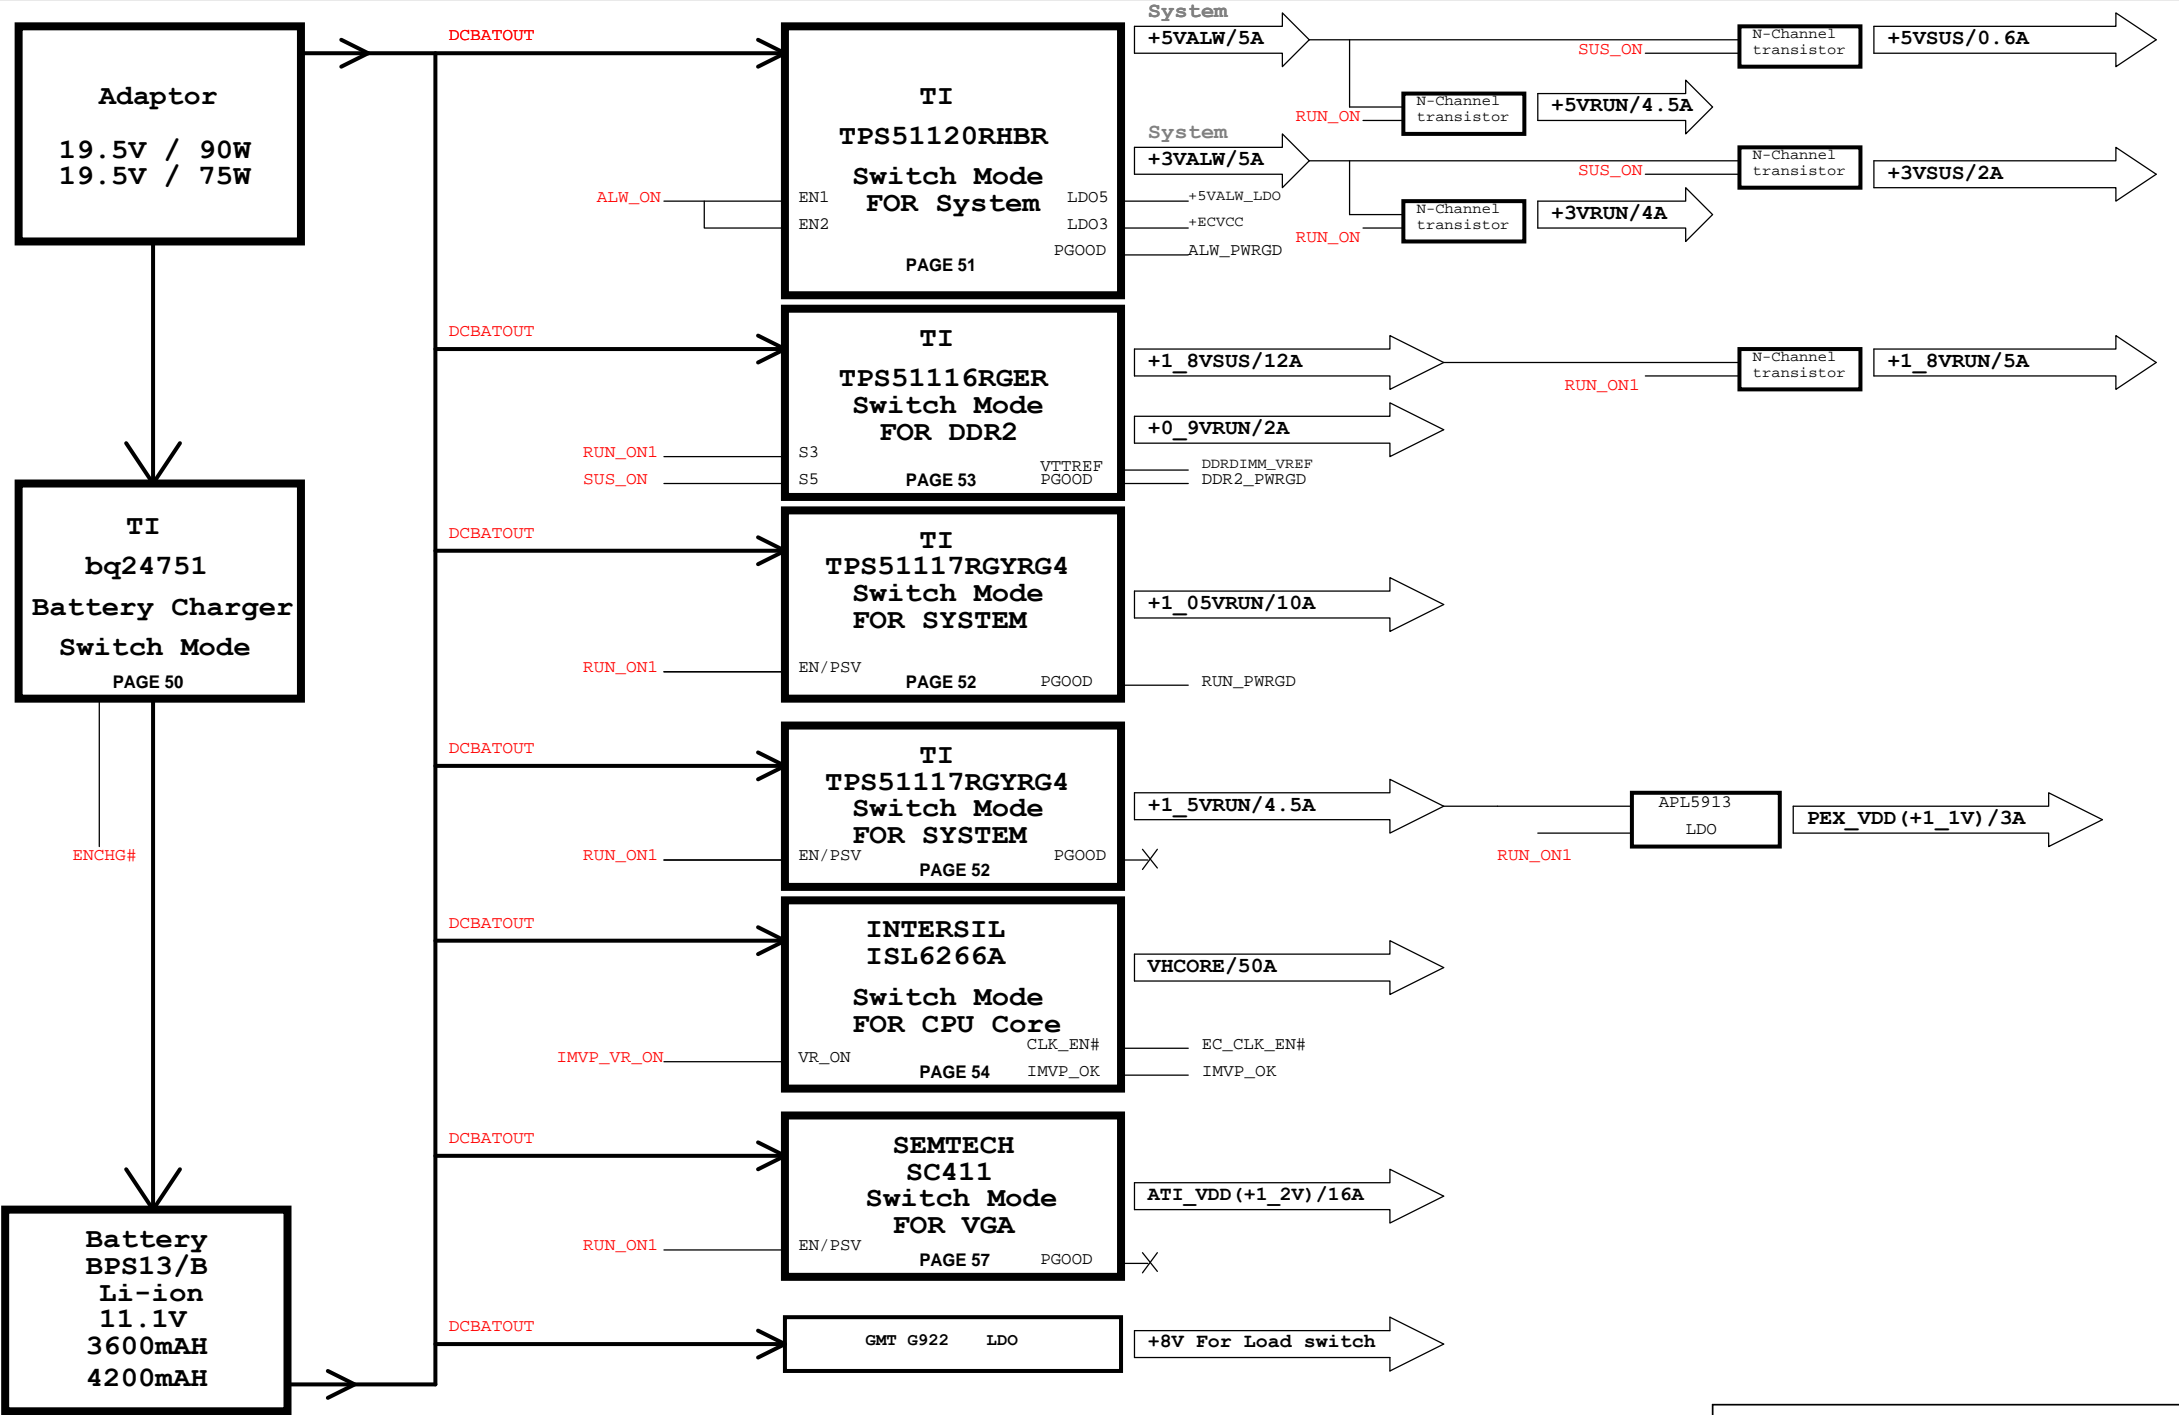 Adaptor
19.5V / 90W
19.5V / 75W
TI
bq24751
Battery Charger
Switch Mode
PAGE 50
ENCHG#
Battery
BPS13/B
Li-ion
11.1V
3600mAH
4200mAH
DCBATOUT
TI
TPS51120RHBR
Switch Mode
FOR System
PAGE 51
ALW_ON
EN1
EN2
LDO5
LDO3
PGOOD
+5VALW_LDO
+ECVCC
ALW_PWRGD
System
+5VALW/5A
SUS_ON
N-Channel
transistor
+5VSUS/0.6A
RUN_ON
N-Channel
transistor
+5VRUN/4.5A
System
+3VALW/5A
SUS_ON
N-Channel
transistor
+3VSUS/2A
RUN_ON
N-Channel
transistor
+3VRUN/4A
DCBATOUT
TI
TPS51116RGER
Switch Mode
FOR DDR2
PAGE 53
RUN_ON1
SUS_ON
S3
S5
VTTREF
PGOOD
DDRDIMM_VREF
DDR2_PWRGD
+1_8VSUS/12A
RUN_ON1
N-Channel
transistor
+1_8VRUN/5A
+0_9VRUN/2A
DCBATOUT
TI
TPS51117RGYRG4
Switch Mode
FOR SYSTEM
PAGE 52
RUN_ON1
EN/PSV
PGOOD
RUN_PWRGD
+1_05VRUN/10A
DCBATOUT
TI
TPS51117RGYRG4
Switch Mode
FOR SYSTEM
PAGE 52
RUN_ON1
EN/PSV
PGOOD
+1_5VRUN/4.5A
RUN_ON1
APL5913
LDO
PEX_VDD(+1_1V)/3A
DCBATOUT
INTERSIL
ISL6266A
Switch Mode
FOR CPU Core
PAGE 54
IMVP_VR_ON
VR_ON
CLK_EN#
IMVP_OK
EC_CLK_EN#
IMVP_OK
VHCORE/50A
DCBATOUT
SEMTECH
SC411
Switch Mode
FOR VGA
PAGE 57
RUN_ON1
EN/PSV
PGOOD
ATI_VDD(+1_2V)/16A
DCBATOUT
GMT G922 LDO
+8V For Load switch